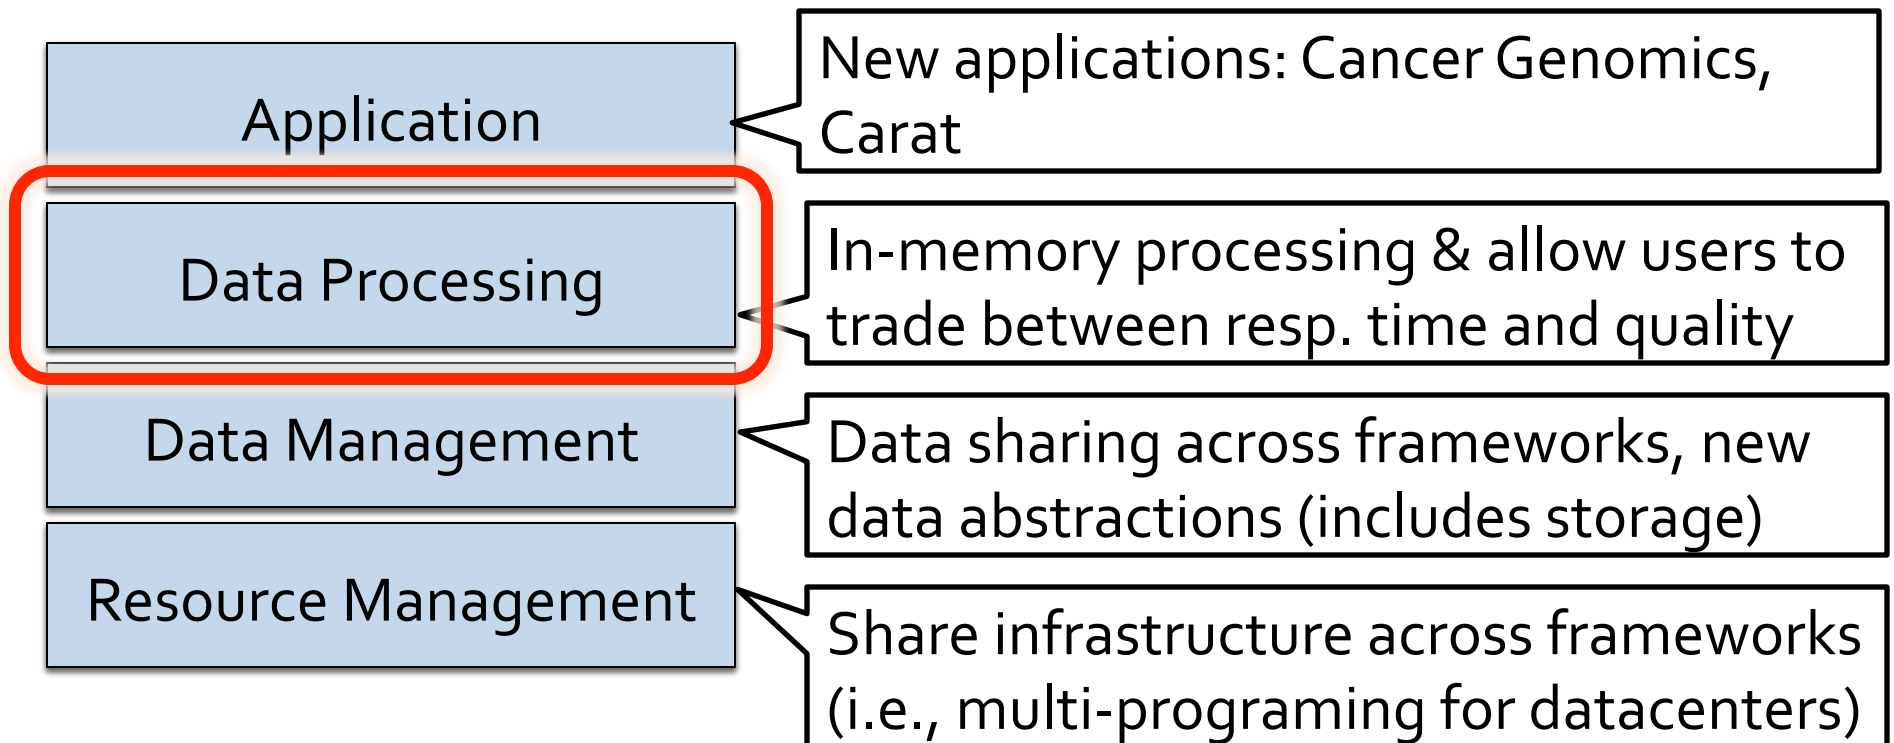 Application
New applications: Cancer Genomics,
Carat
Data Processing
In-memory processing & allow users to
trade between resp. time and quality
Data Management
Data sharing across frameworks, new
data abstractions (includes storage)
Resource Management
Share infrastructure across frameworks
(i.e., multi-programing for datacenters)